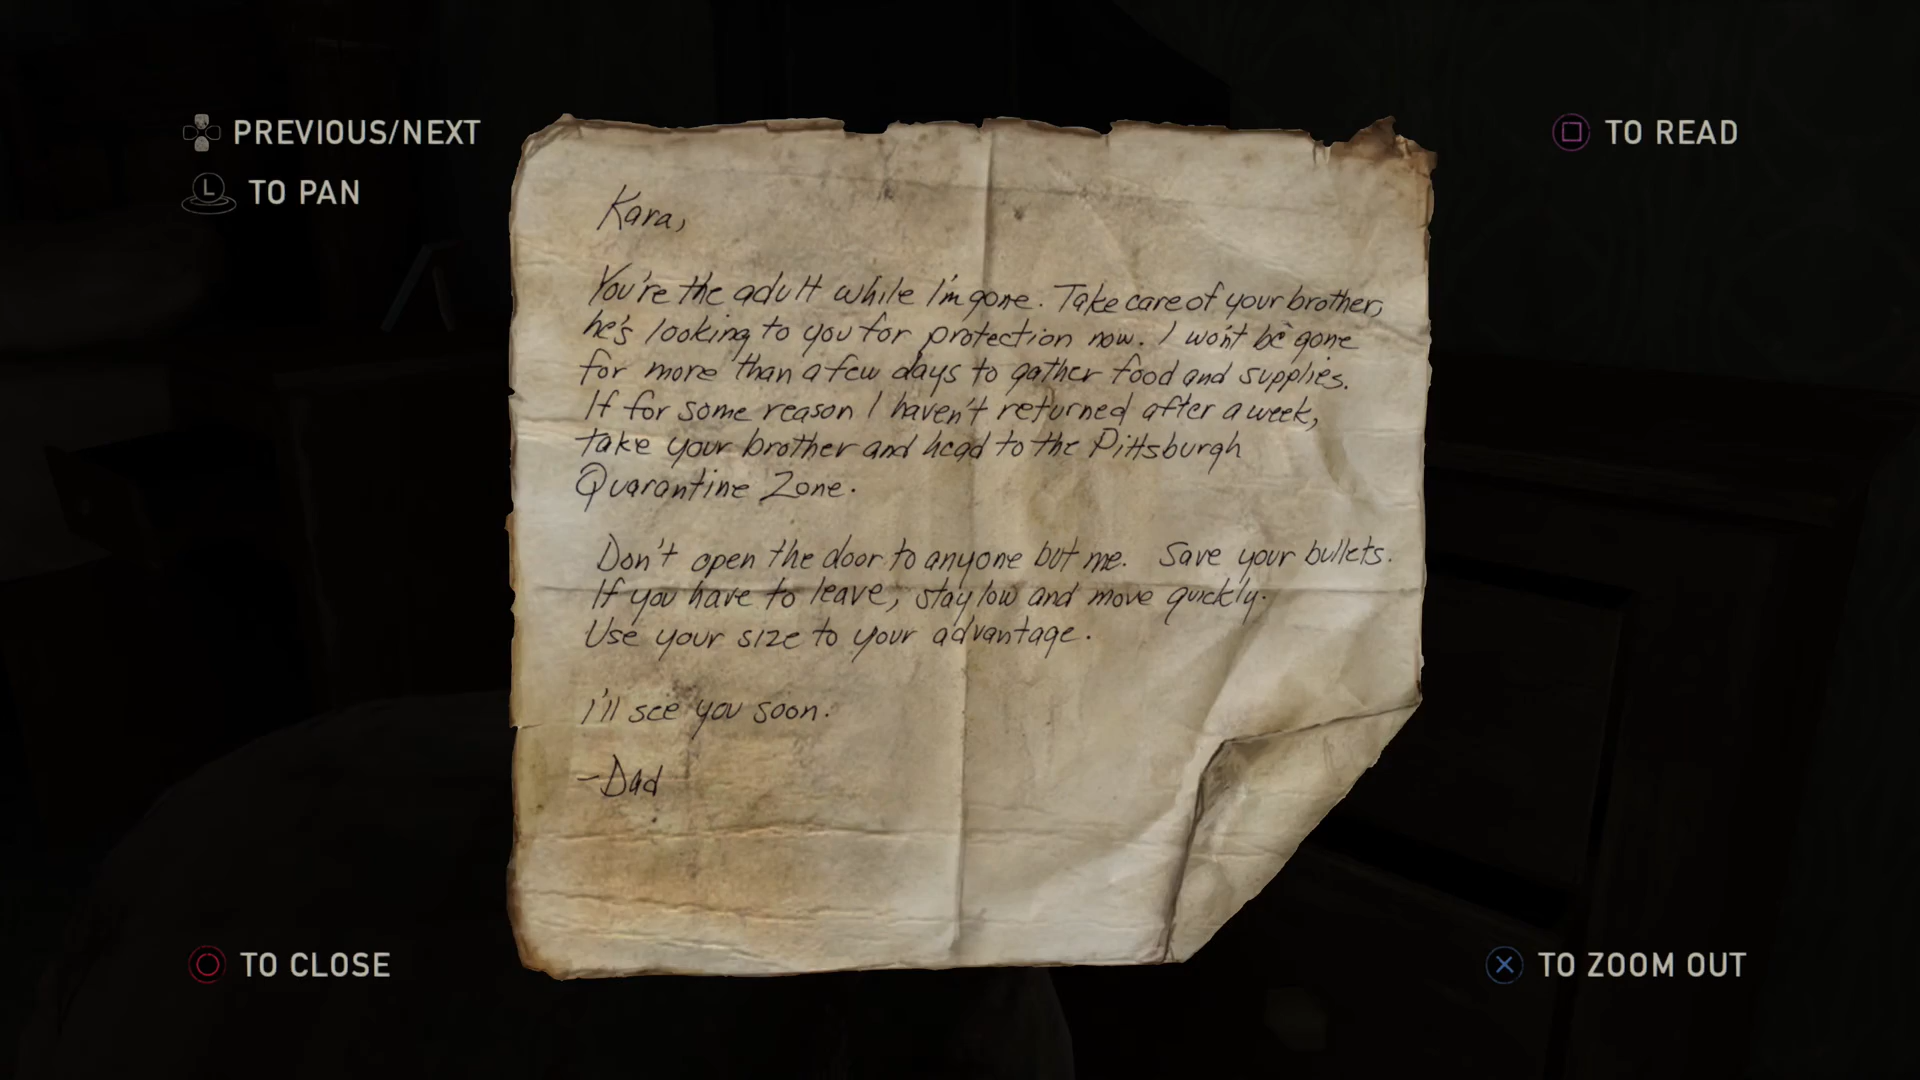 PREVIOUS/NEXT
L TO PAN
TO READ
Kara,
You're the adult while I'm gone. Take care of your brother,
he's looking to you for protection now. I won't be gone
for more than a few days to gather food and supplies.
If for some reason I haven't returned after a week,
take your brother and head to the Pittsburgh
Quarantine Zone.
Don't open the door to anyone but me. Save your bullets.
If you have to leave, stay low and move quickly.
Use your size to your advantage.
I'll see you soon.
-Dad
TO CLOSE
TO ZOOM OUT